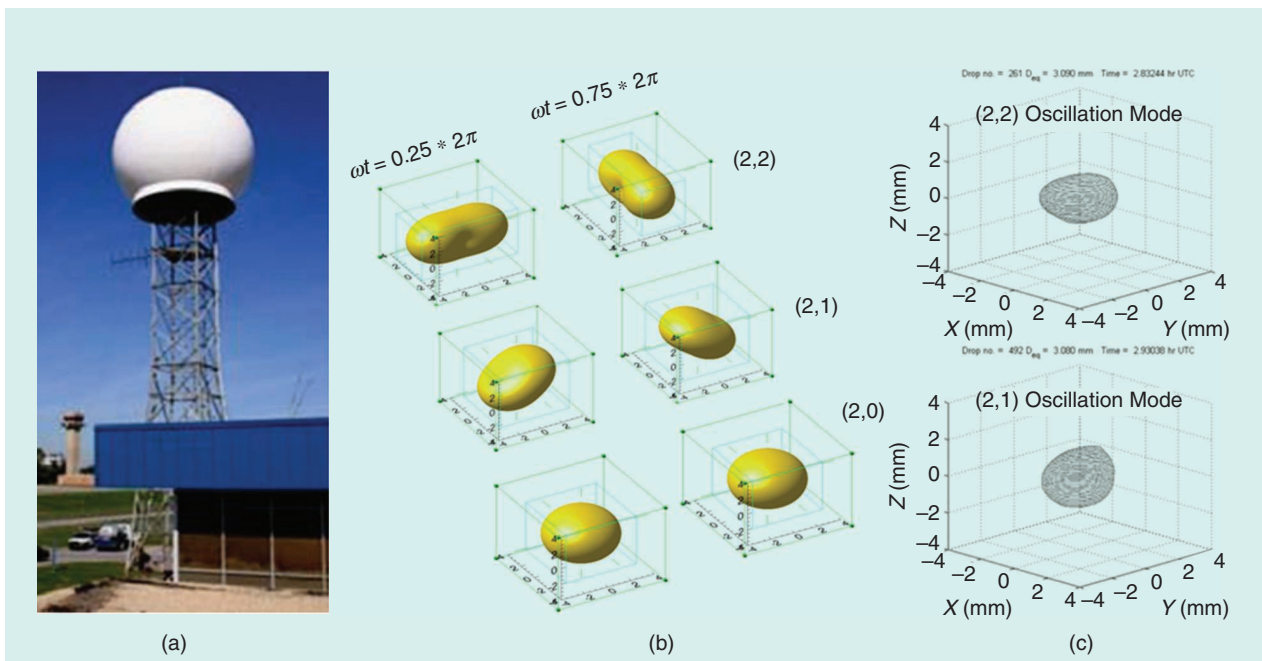 ωt = 0.25 * 2π
ωt = 0.75 * 2π
(2,2)
(2,1)
(2,0)
Drop no. = 261 Deq = 3.090 mm Time = 2.83244 hr UTC
(2,2) Oscillation Mode
4
2
0
−2
−4
Z (mm)
−4
−2
0
2
4
X (mm)
−4
−2
0
2
4
Y (mm)
Drop no. = 492 Deq = 3.080 mm Time = 2.93038 hr UTC
(2,1) Oscillation Mode
4
2
0
−2
−4
Z (mm)
−4
−2
0
2
4
X (mm)
−4
−2
0
2
4
Y (mm)
(a)
(b)
(c)